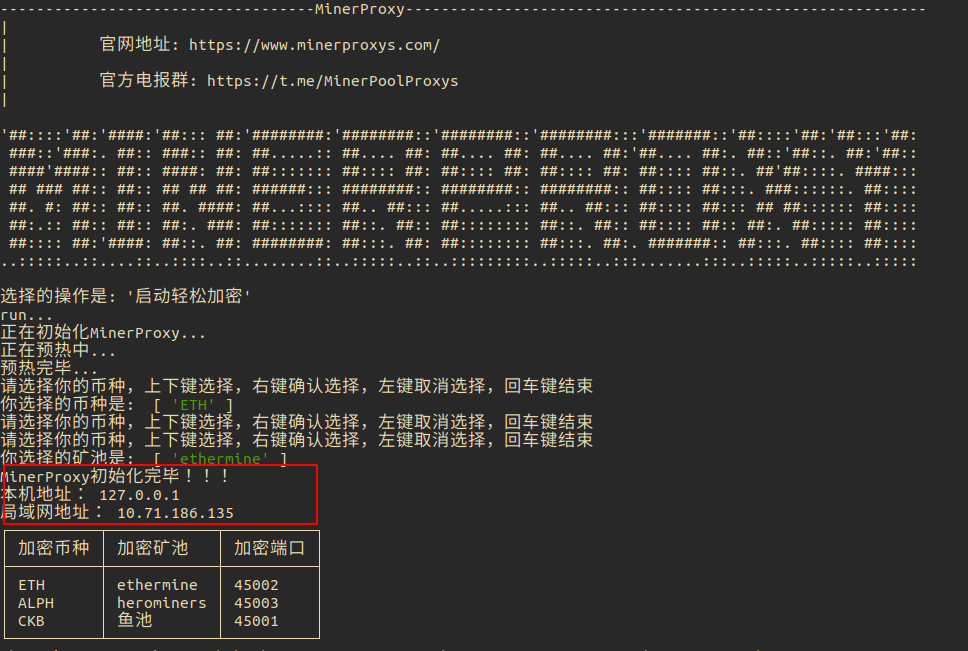 -----------------------------------MinerProxy----------------------------------------------------------
|
| 官网地址: https://www.minerproxys.com/
|
| 官方电报群: https://t.me/MinerPoolProxys
|
MINERPROXY
选择的操作是: '启动轻松加密'
run...
正在初始化MinerProxy...
正在预热中...
预热完毕...
请选择你的币种，上下键选择，右键确认选择，左键取消选择，回车键结束
你选择的币种是: [ 'ETH' ]
请选择你的币种，上下键选择，右键确认选择，左键取消选择，回车键结束
请选择你的币种，上下键选择，右键确认选择，左键取消选择，回车键结束
你选择的矿池是: [ 'ethermine' ]
MinerProxy初始化完毕！！！
本机地址： 127.0.0.1
局域网地址： 10.71.186.135
加密币种 加密矿池 加密端口
ETH ethermine 45002
ALPH herominers 45003
CKB 鱼池 45001